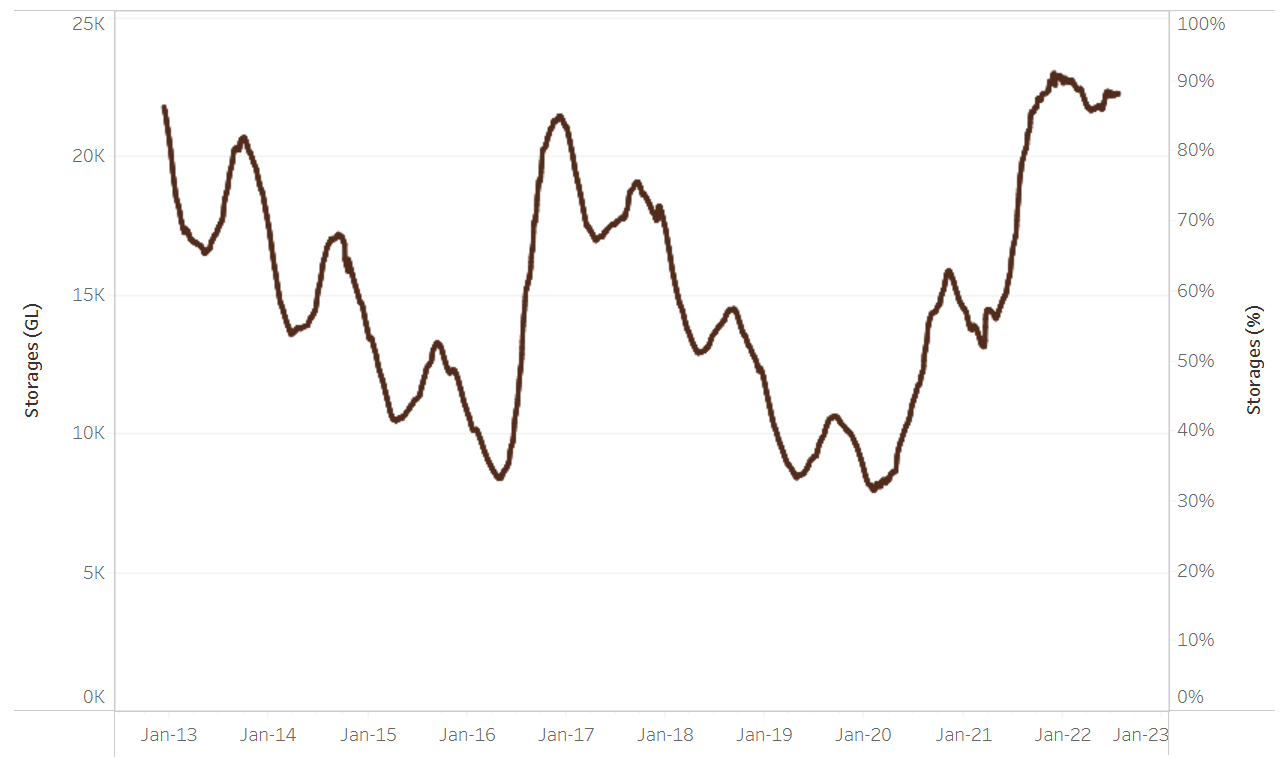 Storages (GL)
25K
20K
15K
10K
5K
0K
100%
90%
80%
70%
60%
50%
40%
30%
20%
10%
0%
Storages (%)
Jan-13 Jan-14 Jan-15 Jan-16 Jan-17 Jan-18 Jan-19 Jan-20 Jan-21 Jan-22 Jan-23